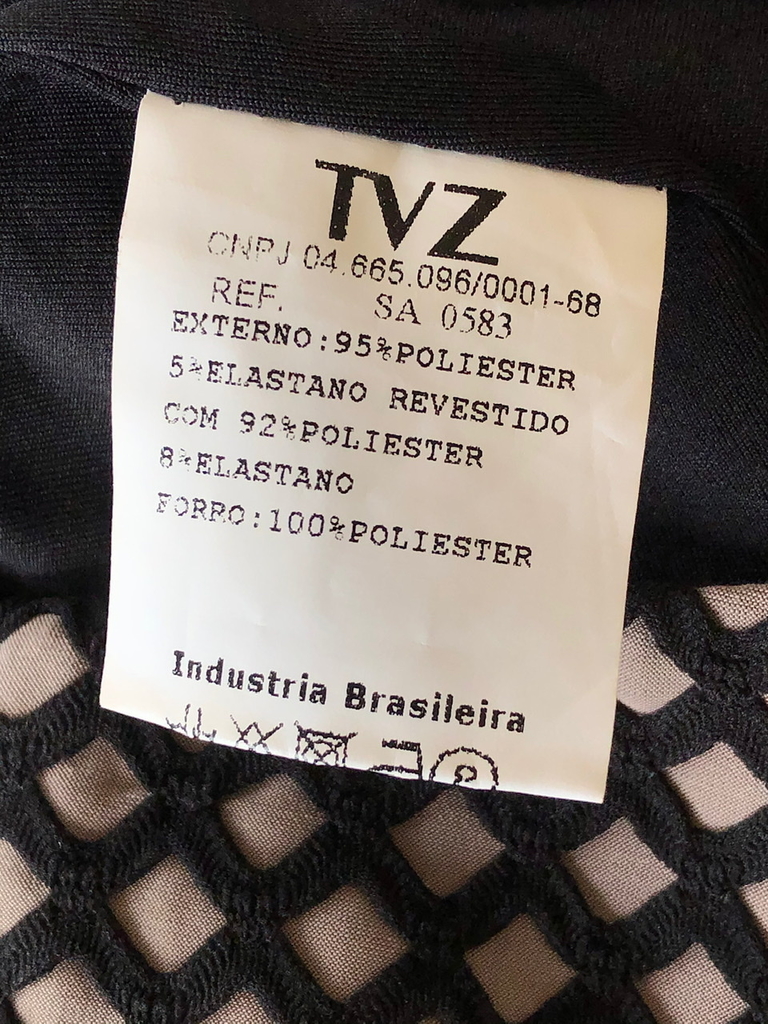 TVZ
CNPJ 04.665.096/0001-68
REF. SA 0583
EXTERNO:95%POLIESTER
5%ELASTANO REVESTIDO
COM 92%POLIESTER
8%ELASTANO
FORRO:100%POLIESTER
Industria Brasileira